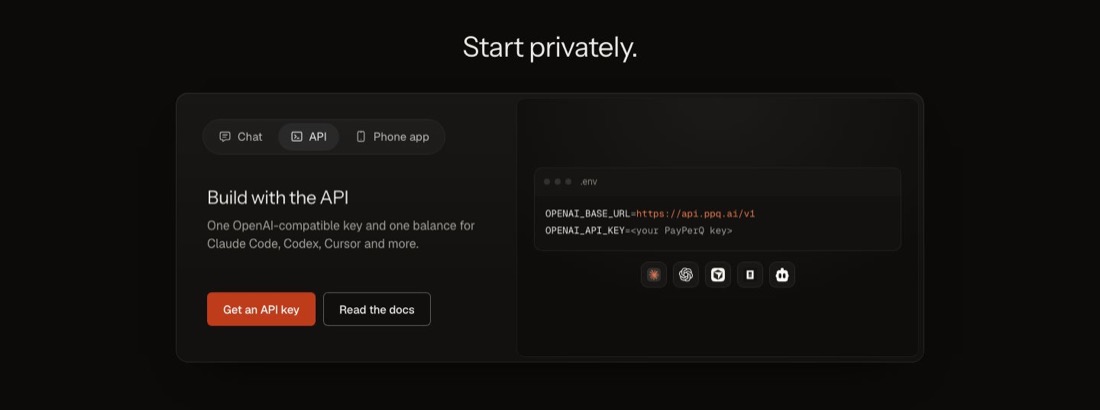 Start privately.
Chat
API
Phone app
Build with the API
One OpenAI-compatible key and one balance for
Claude Code, Codex, Cursor and more.
Get an API key
Read the docs
.env
OPENAI_BASE_URL=https://api.ppq.ai/v1
OPENAI_API_KEY=<your PayPerQ key>